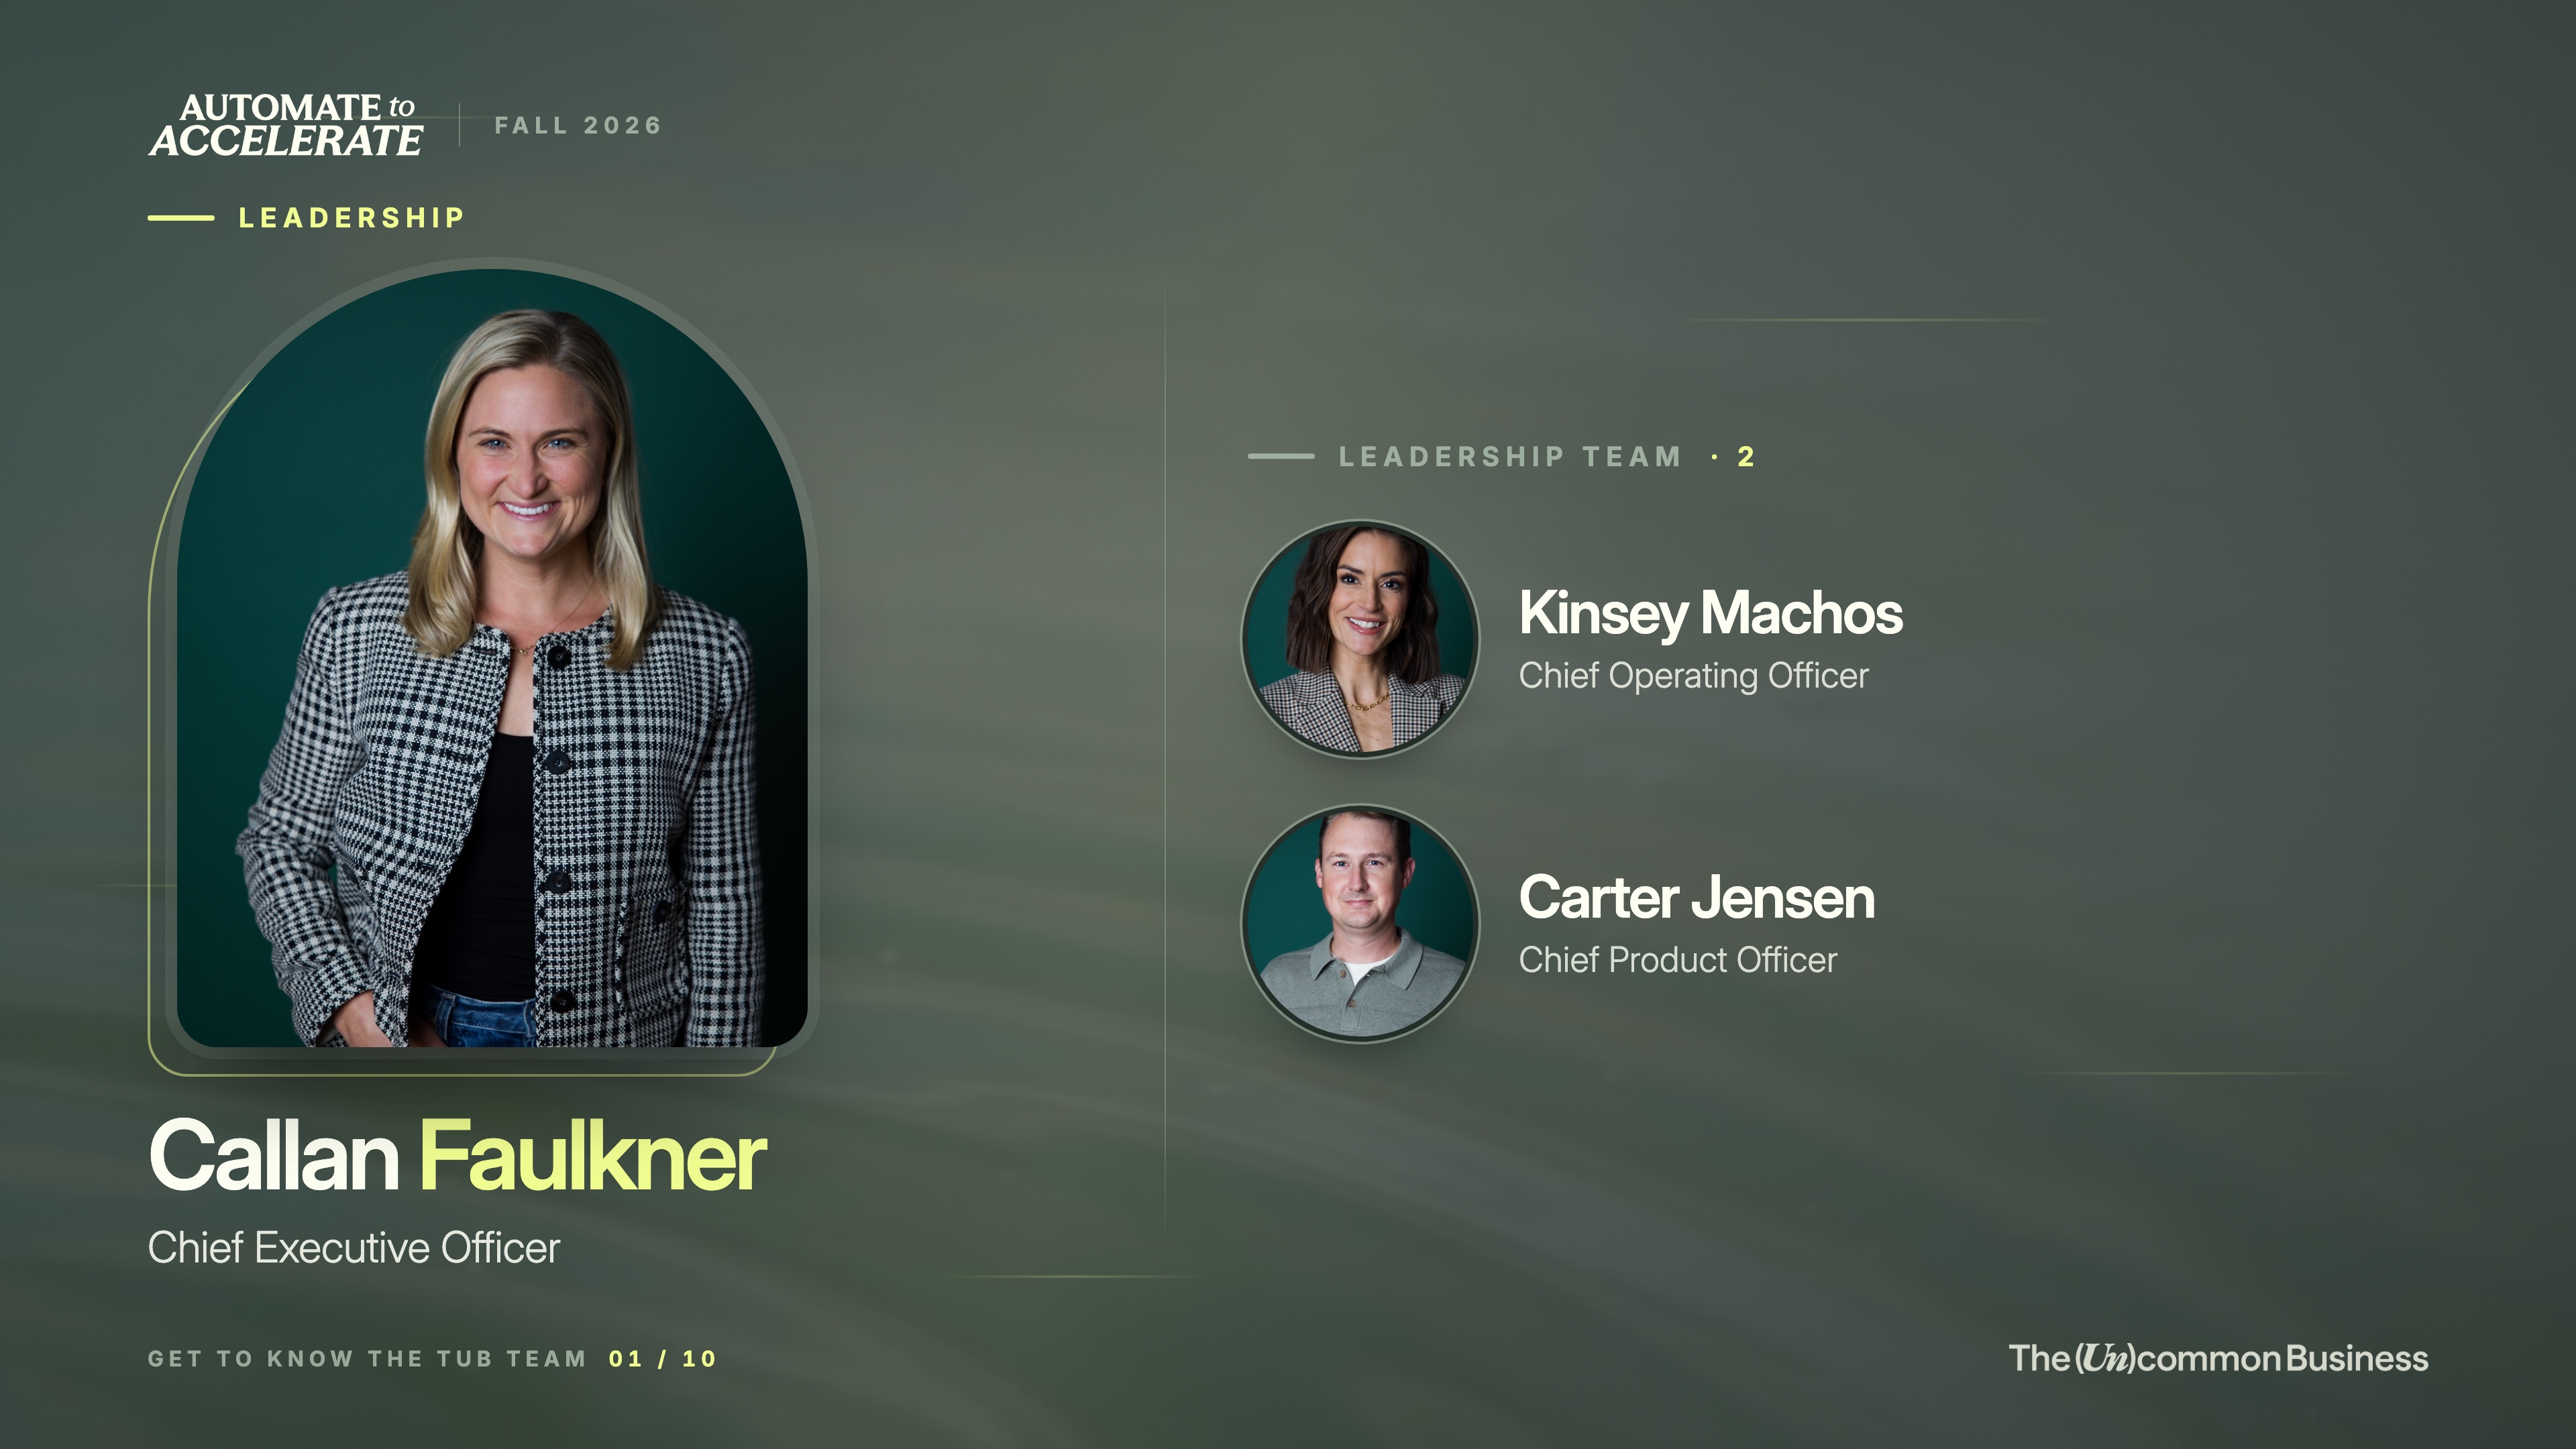 AUTOMATE to
ACCELERATE
FALL 2026
LEADERSHIP
Callan Faulkner
Chief Executive Officer
LEADERSHIP TEAM · 2
Kinsey Machos
Chief Operating Officer
Carter Jensen
Chief Product Officer
GET TO KNOW THE TUB TEAM 01 / 10
The (Un)common Business